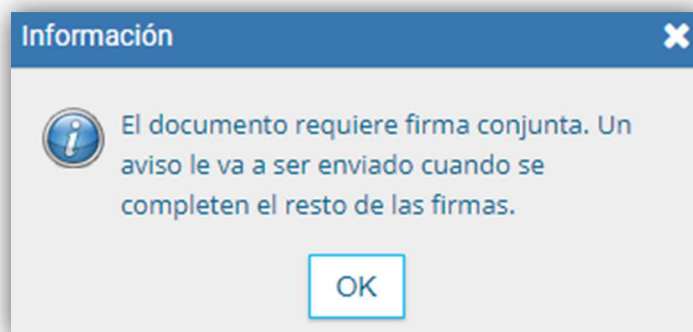 Información
El documento requiere firma conjunta. Un
aviso le va a ser enviado cuando se
completen el resto de las firmas.
OK